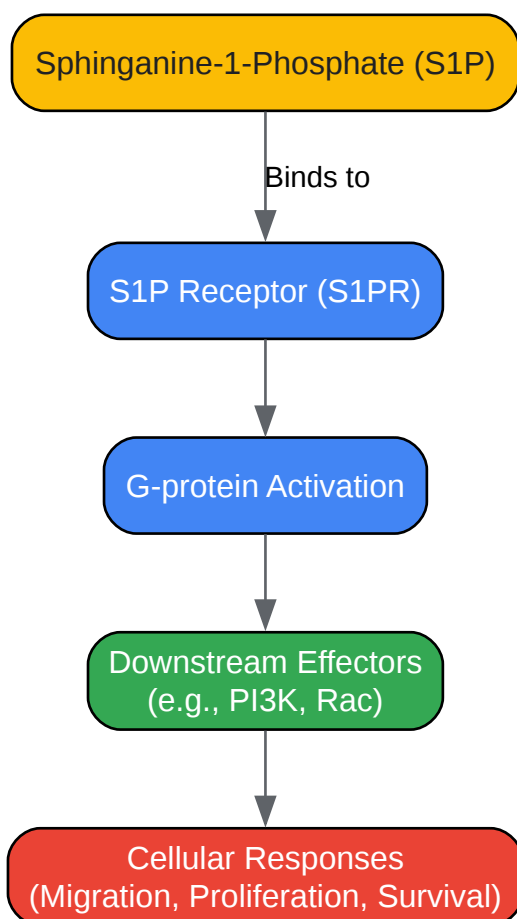 Sphinganine-1-Phosphate (S1P)
Binds to
S1P Receptor (S1PR)
G-protein Activation
Downstream Effectors
(e.g., PI3K, Rac)
Cellular Responses
(Migration, Proliferation, Survival)